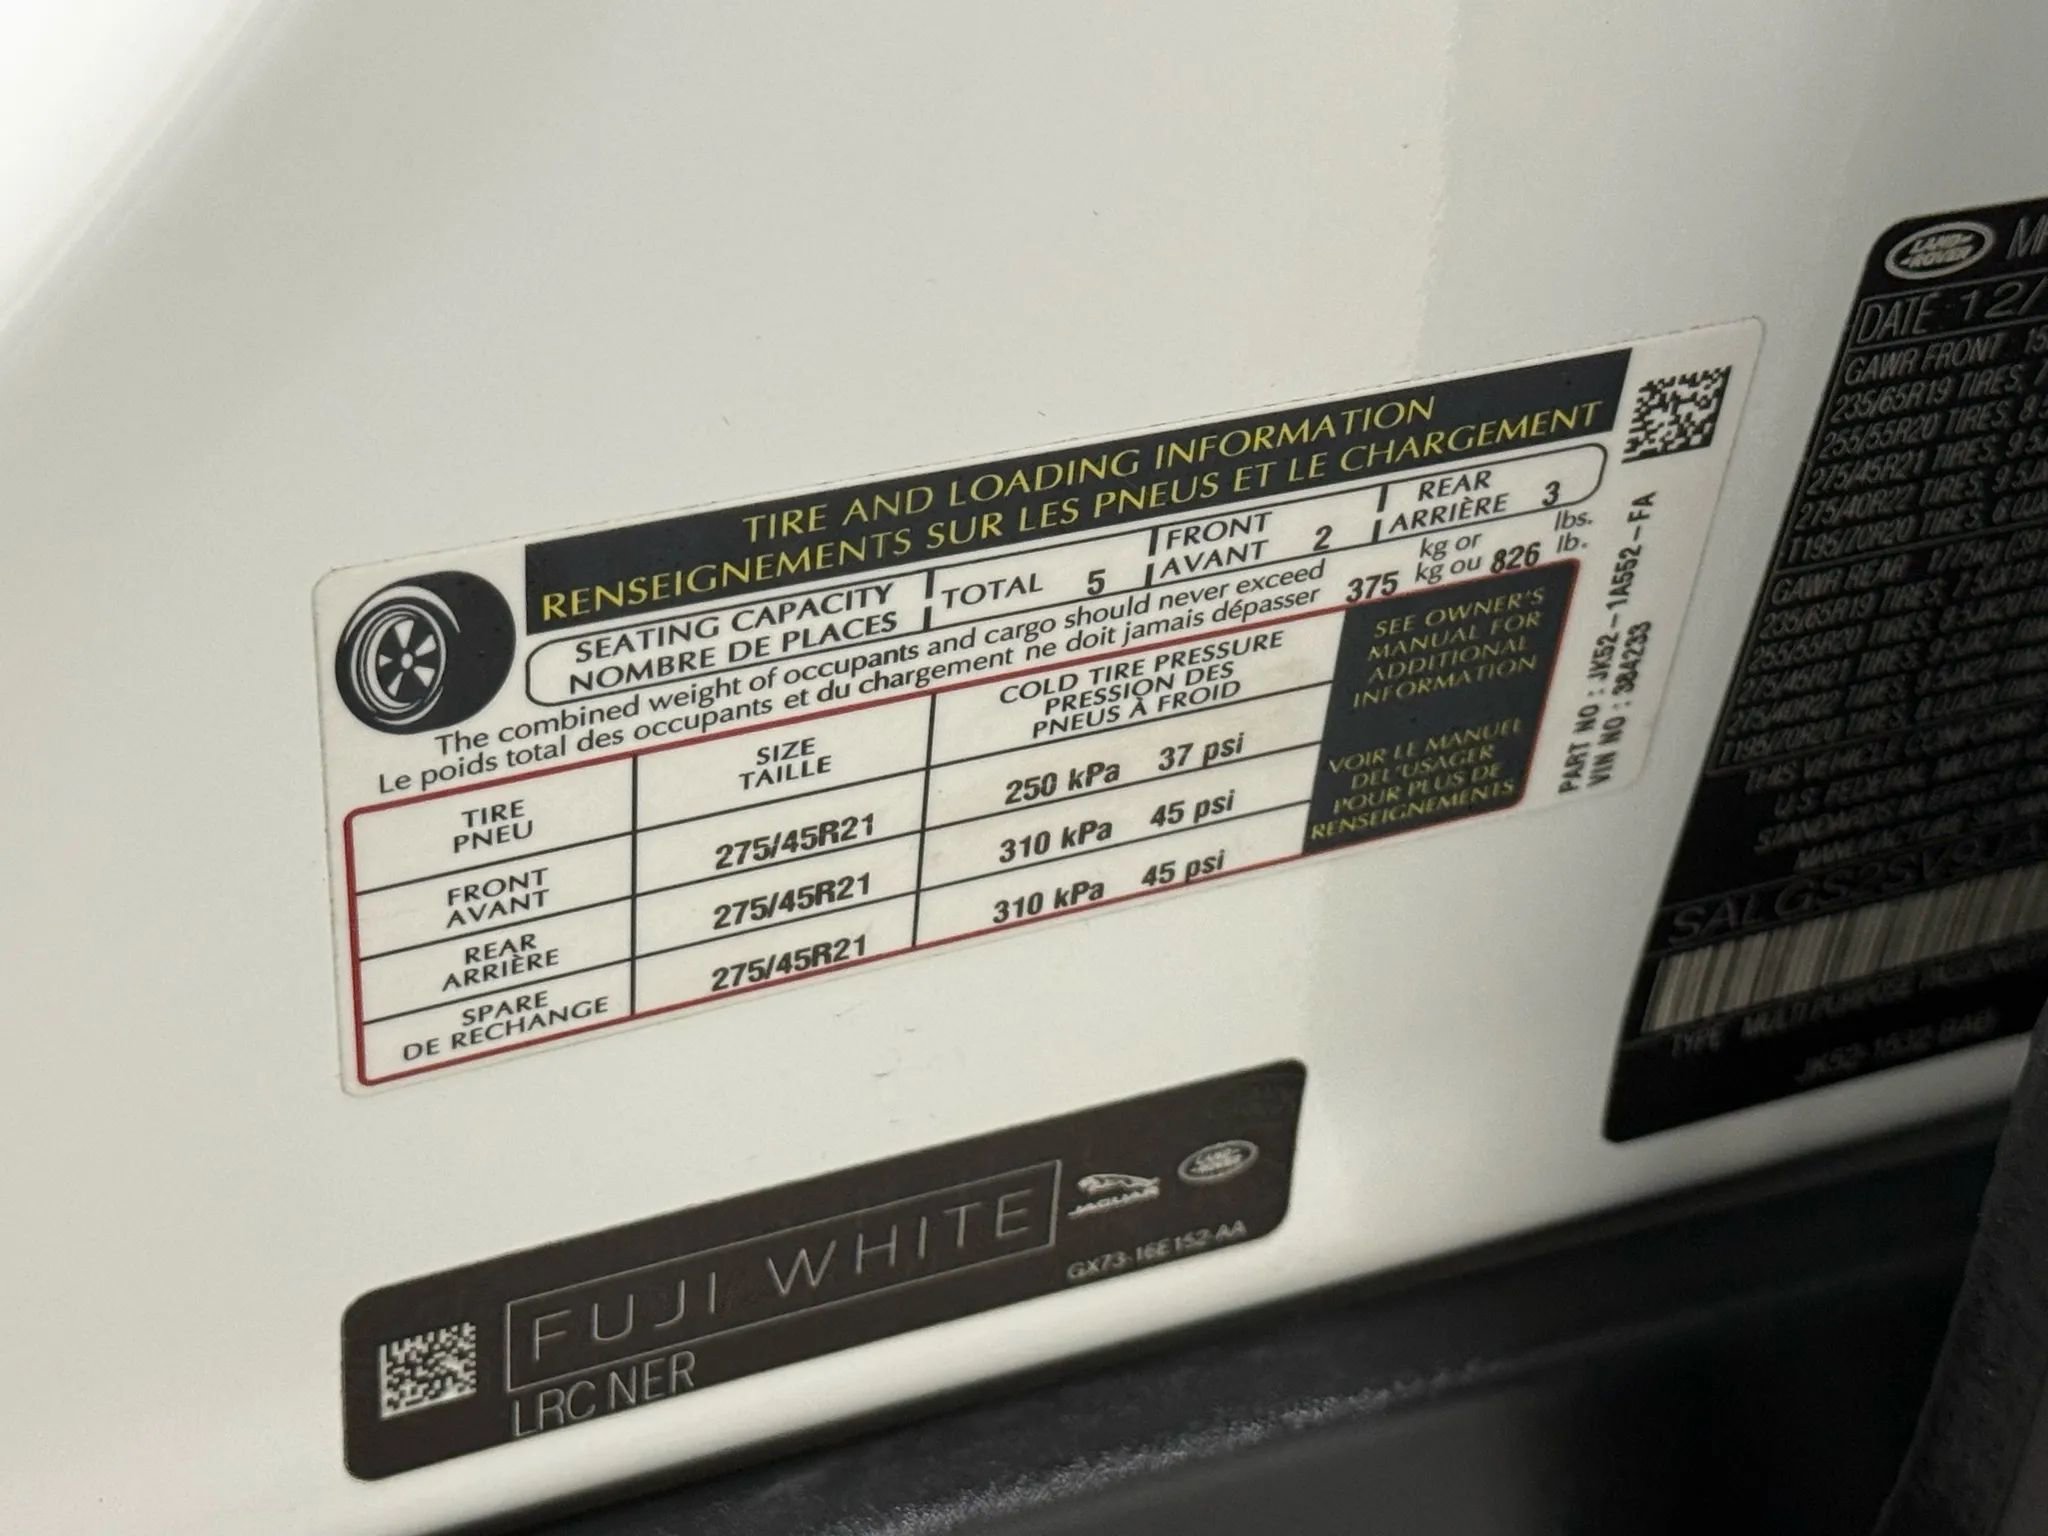 TIRE AND LOADING INFORMATION
RENSEIGNEMENTS SUR LES PNEUS ET LE CHARGEMENT
SEATING CAPACITY
NOMBRE DE PLACES
TOTAL 5
FRONT
AVANT 2
REAR
ARRIÈRE 3
The combined weight of occupants and cargo should never exceed 375 kg or 826 lbs.
Le poids total des occupants et du chargement ne doit jamais dépasser kg ou lb.
TIRE
PNEU
SIZE
TAILLE
COLD TIRE PRESSURE
PRESSION DES
PNEUS À FROID
FRONT
AVANT
275/45R21
250 kPa 37 psi
REAR
ARRIÈRE
275/45R21
310 kPa 45 psi
SPARE
DE RECHANGE
275/45R21
310 kPa 45 psi
SEE OWNER'S
MANUAL FOR
ADDITIONAL
INFORMATION
VOIR LE MANUEL
DEL'USAGER
POUR PLUS DE
RENSEIGNEMENTS
PART NO : JK52-1A552-FA
VIN NO : 384233
FUJI WHITE
JAGUAR
LAND ROVER
GX73-16E152-AA
LRC NER
LAND ROVER
DATE 12/
GAWR FRONT
235/65R19 TIRES,
255/55R20 TIRES,
275/45R21 TIRES,
275/40R22 TIRES,
T195/70R20 TIRES,
GAWR REAR
235/65R19 TIRES,
255/55R20 TIRES,
275/45R21 TIRES,
275/40R22 TIRES,
T195/70R20 TIRES,
THIS VEHICLE
U.S. FEDERAL MOTOR
MANUFACTURE
TYPE MULTIPURPOSE